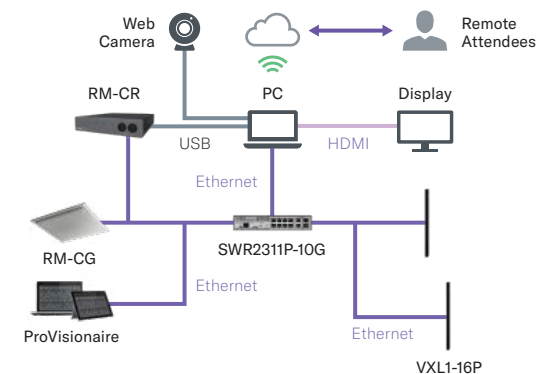 Web
Camera
Remote
Attendees
RM-CR
PC
Display
USB
HDMI
Ethernet
RM-CG
SWR2311P-10G
Ethernet
ProVisionaire
Ethernet
VXL1-16P